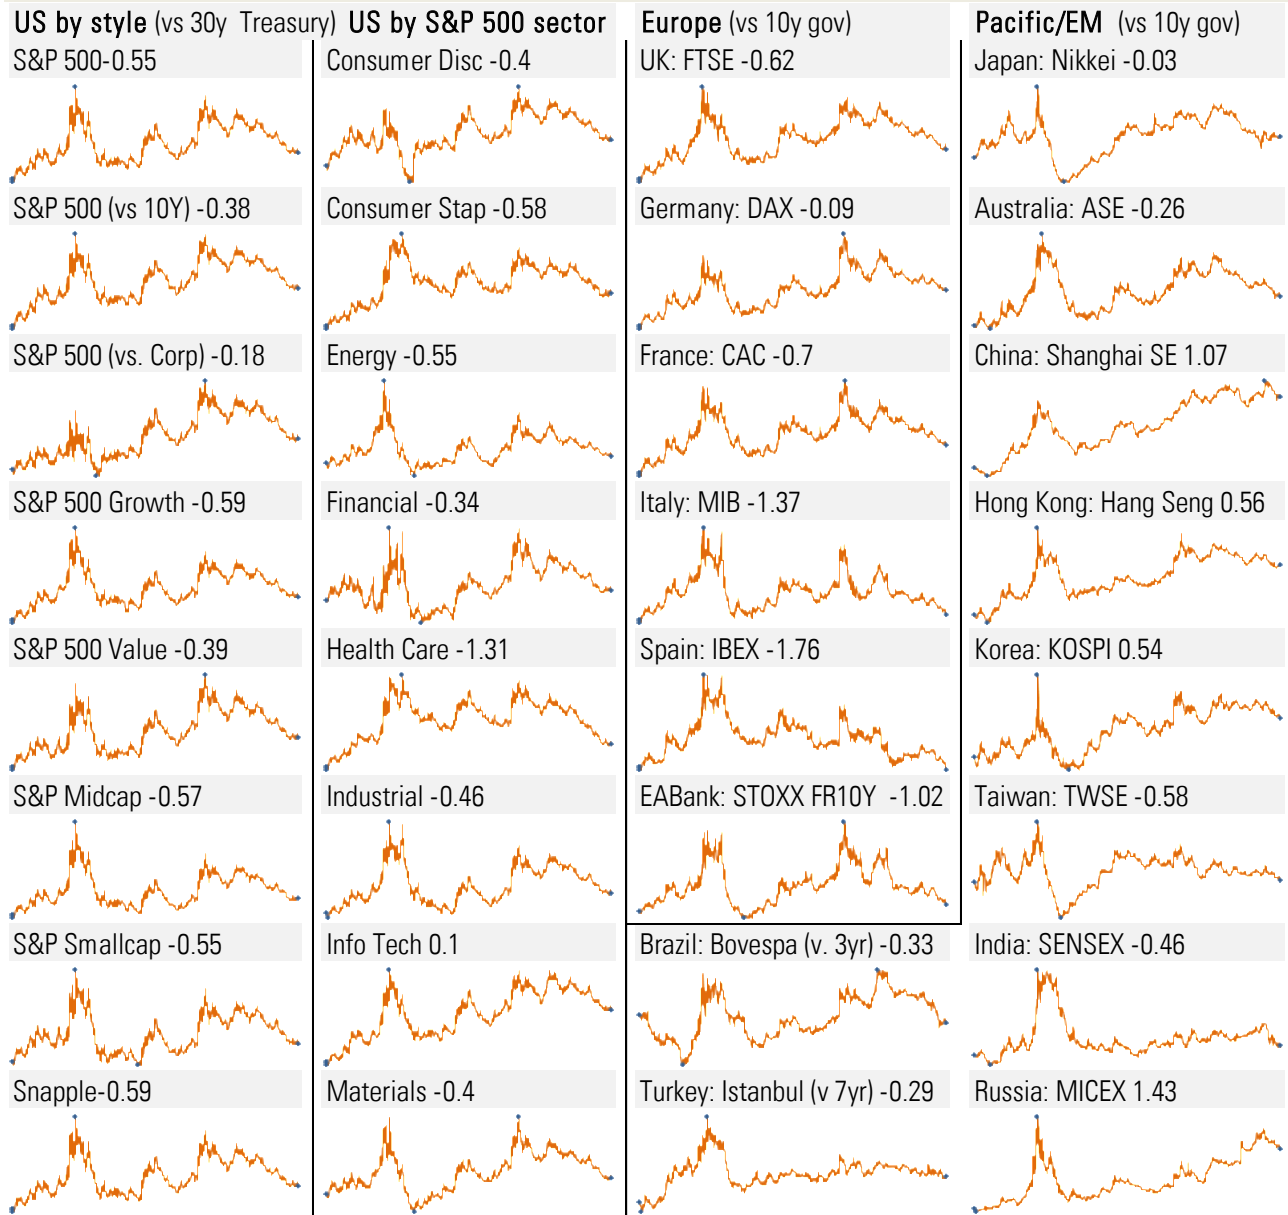 US by style (vs 30y Treasury)
S&P 500-0.55
S&P 500 (vs 10Y) -0.38
S&P 500 (vs. Corp) -0.18
S&P 500 Growth -0.59
S&P 500 Value -0.39
S&P Midcap -0.57
S&P Smallcap -0.55
Snapple-0.59
US by S&P 500 sector
Consumer Disc -0.4
Consumer Stap -0.58
Energy -0.55
Financial -0.34
Health Care -1.31
Industrial -0.46
Info Tech 0.1
Materials -0.4
Europe (vs 10y gov)
UK: FTSE -0.62
Germany: DAX -0.09
France: CAC -0.7
Italy: MIB -1.37
Spain: IBEX -1.76
EABank: STOXX FR10Y -1.02
Brazil: Bovespa (v. 3yr) -0.33
Turkey: Istanbul (v 7yr) -0.29
Pacific/EM (vs 10y gov)
Japan: Nikkei -0.03
Australia: ASE -0.26
China: Shanghai SE 1.07
Hong Kong: Hang Seng 0.56
Korea: KOSPI 0.54
Taiwan: TWSE -0.58
India: SENSEX -0.46
Russia: MICEX 1.43